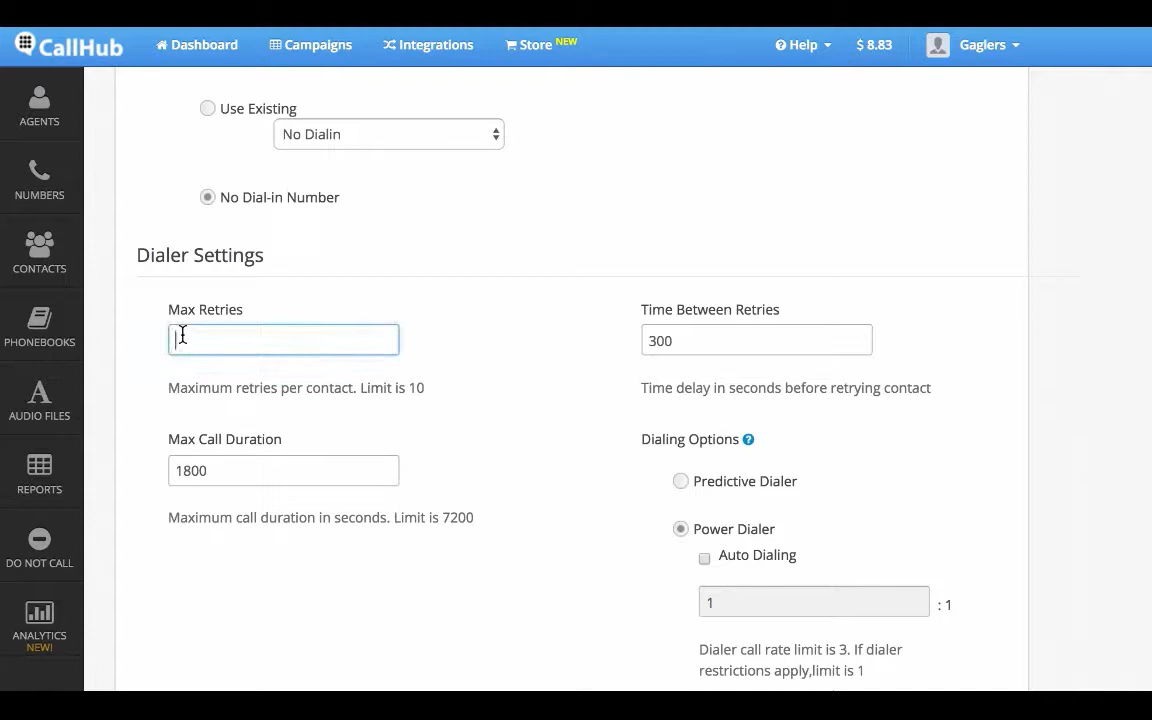 CallHub
Dashboard
Campaigns
Integrations
Store NEW
Help
$ 8.83
Gaglers
AGENTS
NUMBERS
CONTACTS
PHONEBOOKS
AUDIO FILES
REPORTS
DO NOT CALL
ANALYTICS
NEW!
Use Existing
No Dialin
No Dial-in Number
Dialer Settings
Max Retries
Maximum retries per contact. Limit is 10
Time Between Retries
300
Time delay in seconds before retrying contact
Max Call Duration
1800
Maximum call duration in seconds. Limit is 7200
Dialing Options ?
Predictive Dialer
Power Dialer
Auto Dialing
1 : 1
Dialer call rate limit is 3. If dialer
restrictions apply,limit is 1